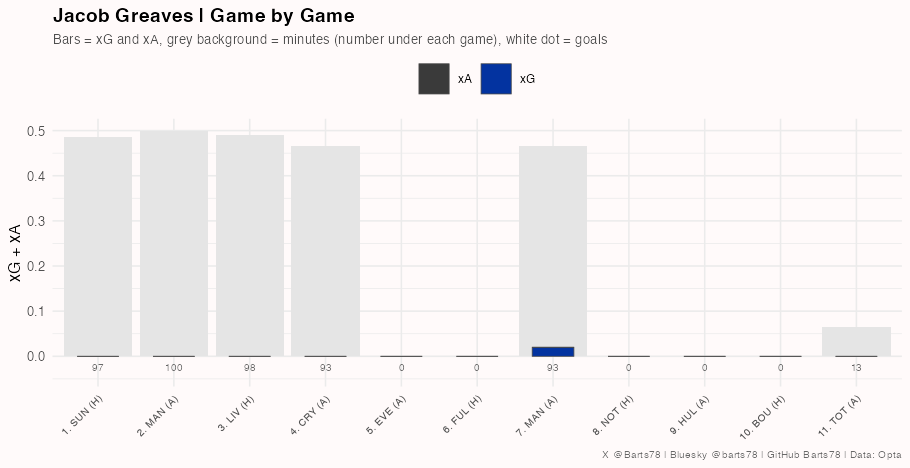 Jacob Greaves | Game by Game
Bars = xG and xA, grey background = minutes (number under each game), white dot = goals
xA xG
xG + xA
0.5
0.4
0.3
0.2
0.1
0.0
97 100 98 93 0 0 93 0 0 0 13
1. SUN (H) 2. MAN (A) 3. LIV (H) 4. CRY (A) 5. EVE (A) 6. FUL (H) 7. MAN (A) 8. NOT (H) 9. HUL (A) 10. BOU (H) 11. TOT (A)
X @Barts78 | Bluesky @barts78 | GitHub Barts78 | Data: Opta